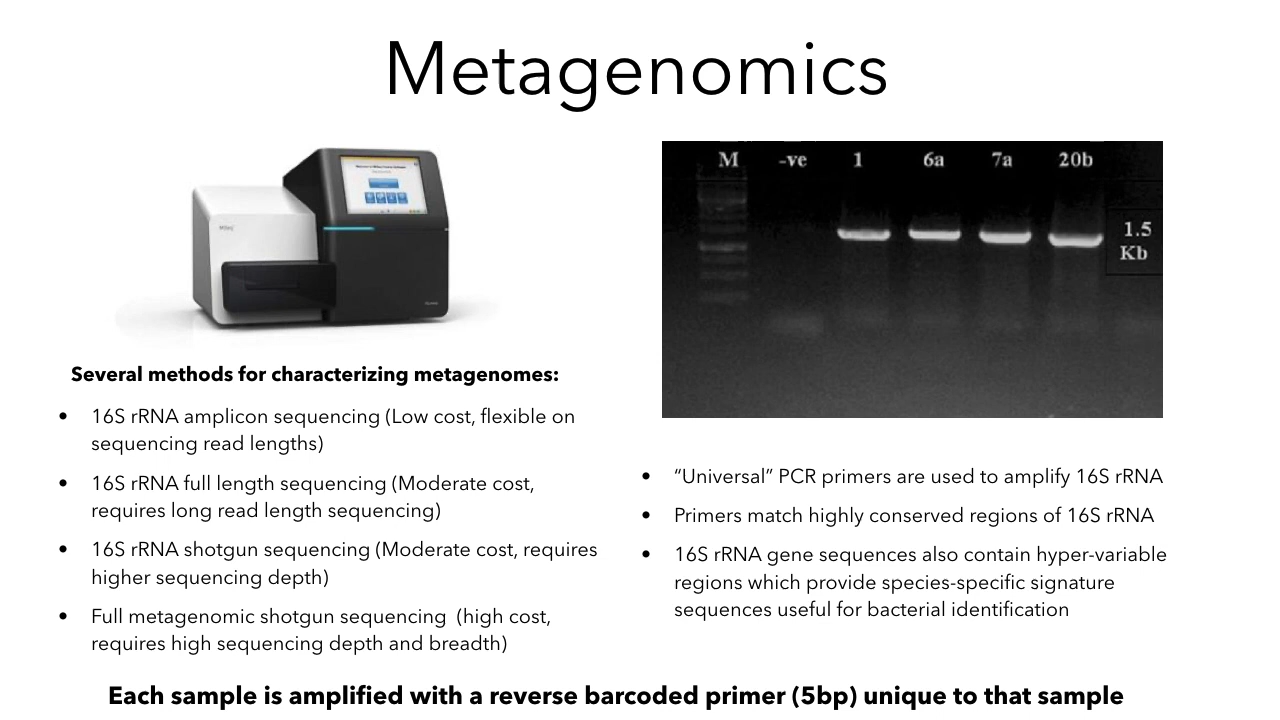 Metagenomics
M -ve 1 6a 7a 20b
1.5
Kb
Several methods for characterizing metagenomes:
• 16S rRNA amplicon sequencing (Low cost, flexible on
sequencing read lengths)
• 16S rRNA full length sequencing (Moderate cost,
requires long read length sequencing)
• 16S rRNA shotgun sequencing (Moderate cost, requires
higher sequencing depth)
• Full metagenomic shotgun sequencing (high cost,
requires high sequencing depth and breadth)
• “Universal” PCR primers are used to amplify 16S rRNA
• Primers match highly conserved regions of 16S rRNA
• 16S rRNA gene sequences also contain hyper-variable
regions which provide species-specific signature
sequences useful for bacterial identification
Each sample is amplified with a reverse barcoded primer (5bp) unique to that sample